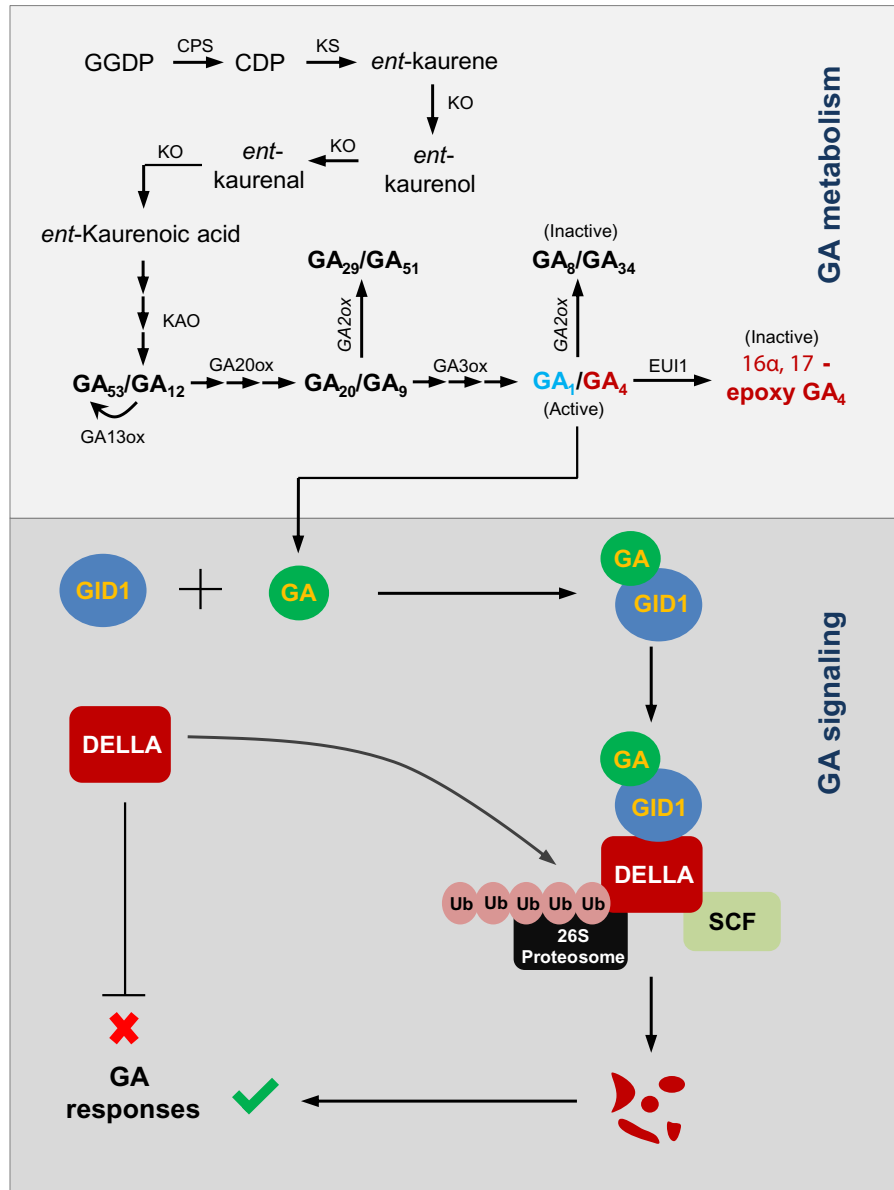 CPS
KS
GGDP CDP ent-kaurene
KO
KO KO
ent-
kaurenal
ent-
kaurenol
ent-Kaurenoic acid
KAO
(Inactive)
GA29/GA51
GA8/GA34
GA2ox
GA2ox
(Inactive)
GA20ox GA3ox EUI1
GA53/GA12 GA20/GA9 GA1/GA4
16α, 17 -
epoxy GA4
(Active)
GA13ox
GA metabolism
GID1 + GA
GA
GID1
GA signaling
DELLA
GA
GID1
DELLA
Ub Ub Ub Ub Ub
SCF
26S
Proteosome
GA
responses